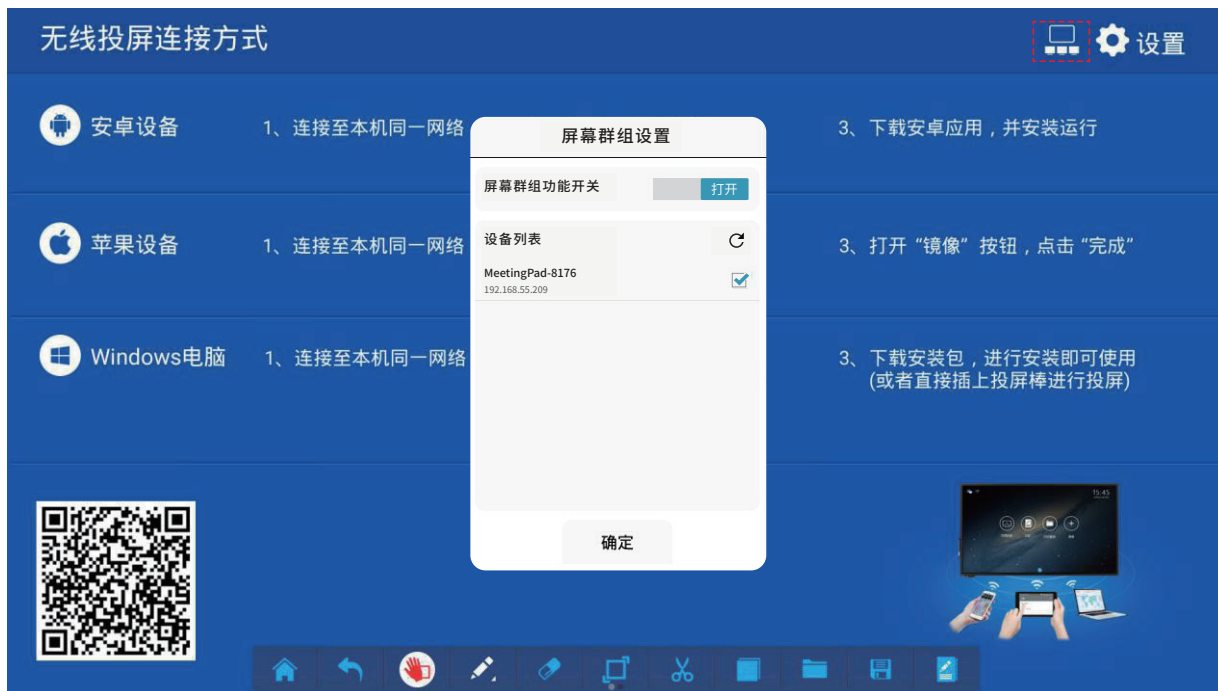 无线投屏连接方式
设置
安卓设备
1、连接至本机同一网络
3、下载安卓应用，并安装运行
屏幕群组设置
屏幕群组功能开关
打开
设备列表
MeetingPad-8176
192.168.55.209
确定
苹果设备
1、连接至本机同一网络
3、打开 “镜像” 按钮，点击 “完成”
Windows电脑
1、连接至本机同一网络
3、下载安装包，进行安装即可使用
(或者直接插上投屏棒进行投屏)
15:45